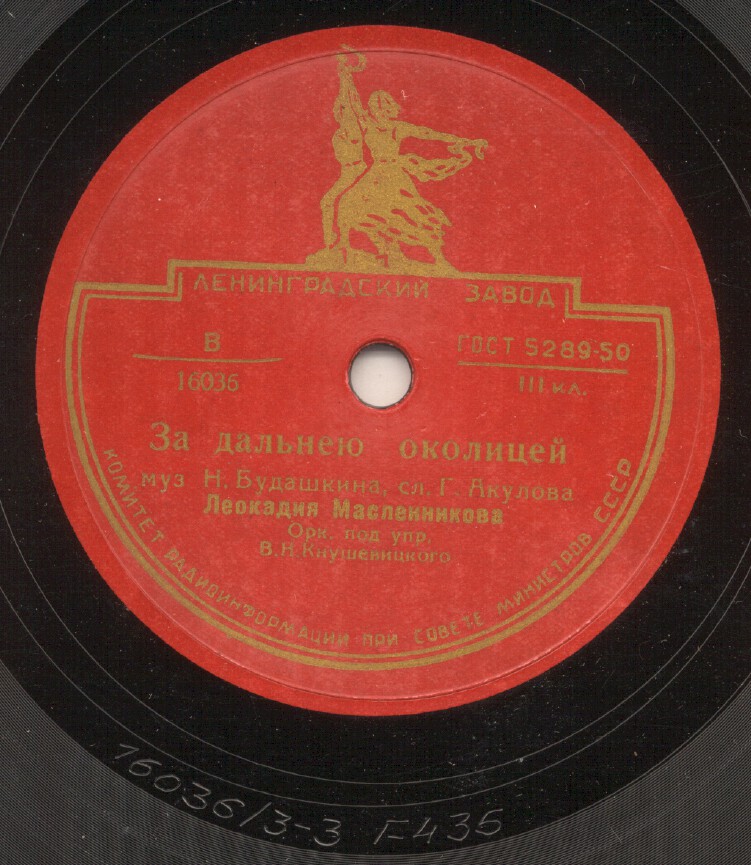 ЛЕНИНГРАДСКИЙ ЗАВОД
В
16036
ГОСТ 5289-50
III кл.
За дальнею околицей
муз Н. Будашкина, сл. Г. Акулова
Леокадия Масленникова
Орк. под упр.
В. Н. Кнушевицкого
КОМИТЕТ РАДИОИНФОРМАЦИИ ПРИ СОВЕТЕ МИНИСТРОВ СССР
16036/3-3 Г435